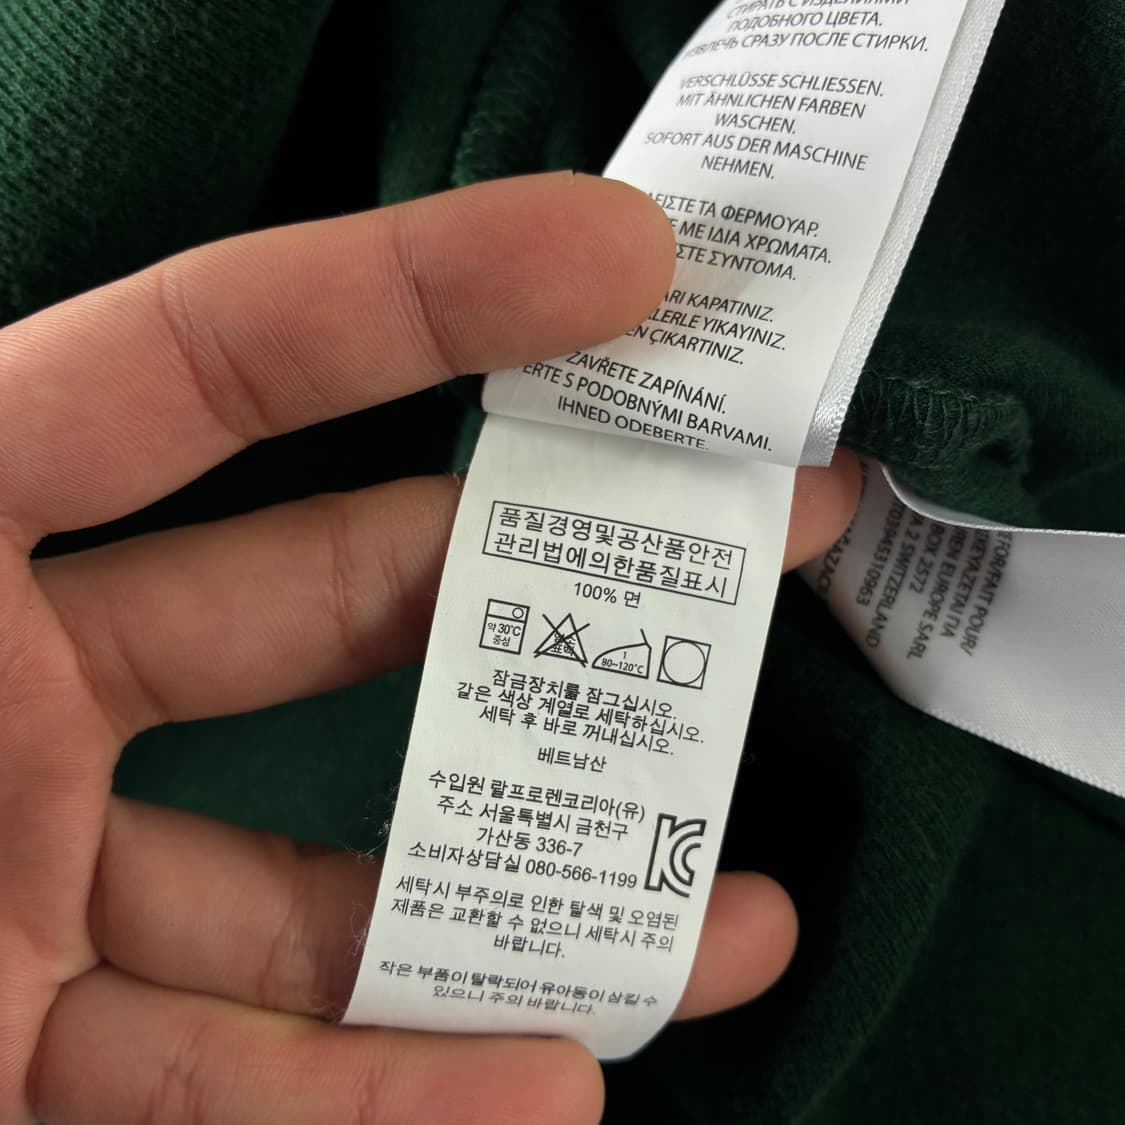 СТИРАТЬ С ИЗДЕЛИЯМИ
ПОДОБНОГО ЦВЕТА.
СРАЗУ ПОСЛЕ СТИРКИ.
VERSCHLÜSSE SCHLIESSEN.
MIT ÄHNLICHEN FARBEN
WASCHEN.
SOFORT AUS DER MASCHINE
NEHMEN.
ΤΑ ΦΕΡΜΟΥΑΡ.
ΜΕ ΙΔΙΑ ΧΡΩΜΑΤΑ.
ΣΥΝΤΟΜΑ.
KAPATINIZ.
YIKAYINIZ.
ÇIKARTINIZ.
ZAVŘETE ZAPÍNÁNÍ.
S PODOBNÝMI BARVAMI.
IHNED ODEBERTE.
품질경영및공산품안전
관리법에의한품질표시
100% 면
약 30℃
중성
1
80~120℃
잠금장치를 잠그십시오.
같은 색상 계열로 세탁하십시오.
세탁 후 바로 꺼내십시오.
베트남산
수입원 랄프로렌코리아(유)
주소 서울특별시 금천구
가산동 336-7
소비자상담실 080-566-1199
KC
세탁시 부주의로 인한 탈색 및 오염된
제품은 교환할 수 없으니 세탁시 주의
바랍니다.
작은 부품이 탈락되어 유아동이 삼킬 수
있으니 주의 바랍니다.
POUR/
EUROPE SARL
2572
2 SWITZERLAND